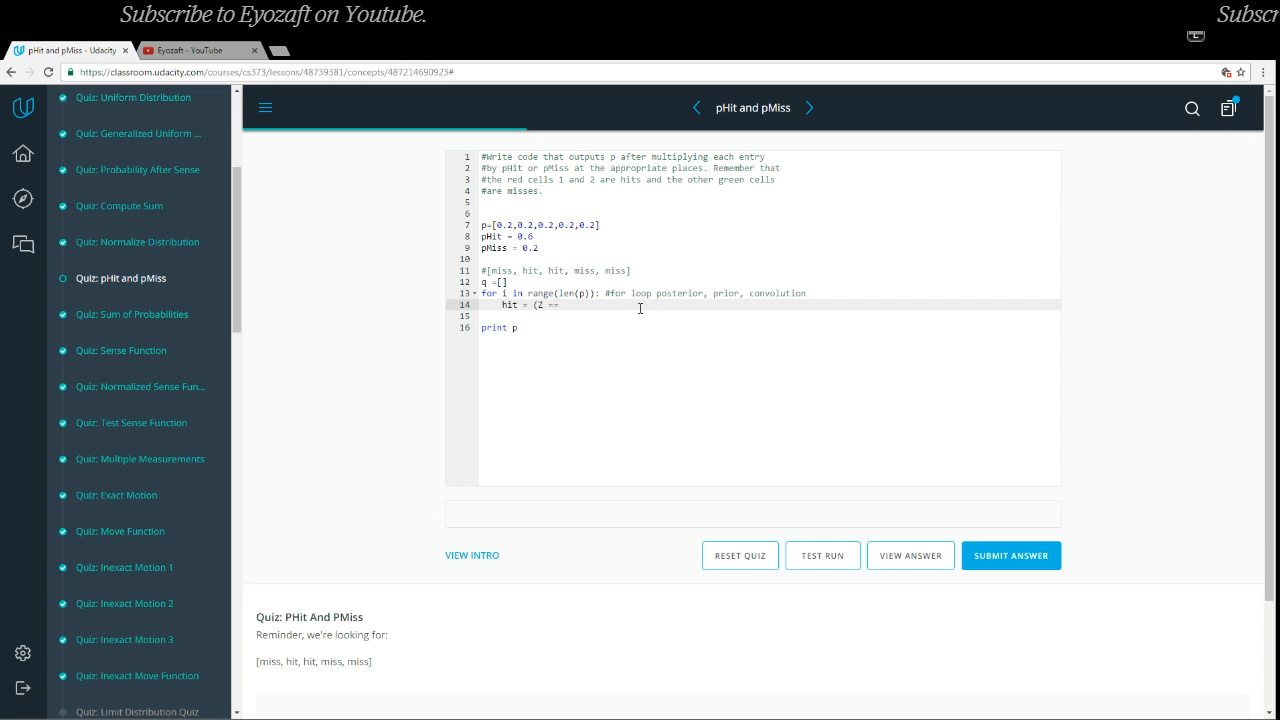 Subscribe to Eyozaft on Youtube.
Subscr
pHit and pMiss - Udacity
Eyozaft - YouTube
https://classroom.udacity.com/courses/cs373/lessons/48739381/concepts/487214690923#
pHit and pMiss
Quiz: Uniform Distribution
Quiz: Generalized Uniform ...
Quiz: Probability After Sense
Quiz: Compute Sum
Quiz: Normalize Distribution
Quiz: pHit and pMiss
Quiz: Sum of Probabilities
Quiz: Sense Function
Quiz: Normalized Sense Fun...
Quiz: Test Sense Function
Quiz: Multiple Measurements
Quiz: Exact Motion
Quiz: Move Function
Quiz: Inexact Motion 1
Quiz: Inexact Motion 2
Quiz: Inexact Motion 3
Quiz: Inexact Move Function
Quiz: Limit Distribution Quiz
1 #Write code that outputs p after multiplying each entry
2 #by pHit or pMiss at the appropriate places. Remember that
3 #the red cells 1 and 2 are hits and the other green cells
4 #are misses.
5
6
7 p=[0.2,0.2,0.2,0.2,0.2]
8 pHit = 0.6
9 pMiss = 0.2
10
11 #[miss, hit, hit, miss, miss]
12 q =[]
13 for i in range(len(p)): #for loop posterior, prior, convolution
14 hit = (Z ==
15
16 print p
VIEW INTRO
RESET QUIZ
TEST RUN
VIEW ANSWER
SUBMIT ANSWER
Quiz: PHit And PMiss
Reminder, we're looking for:
[miss, hit, hit, miss, miss]